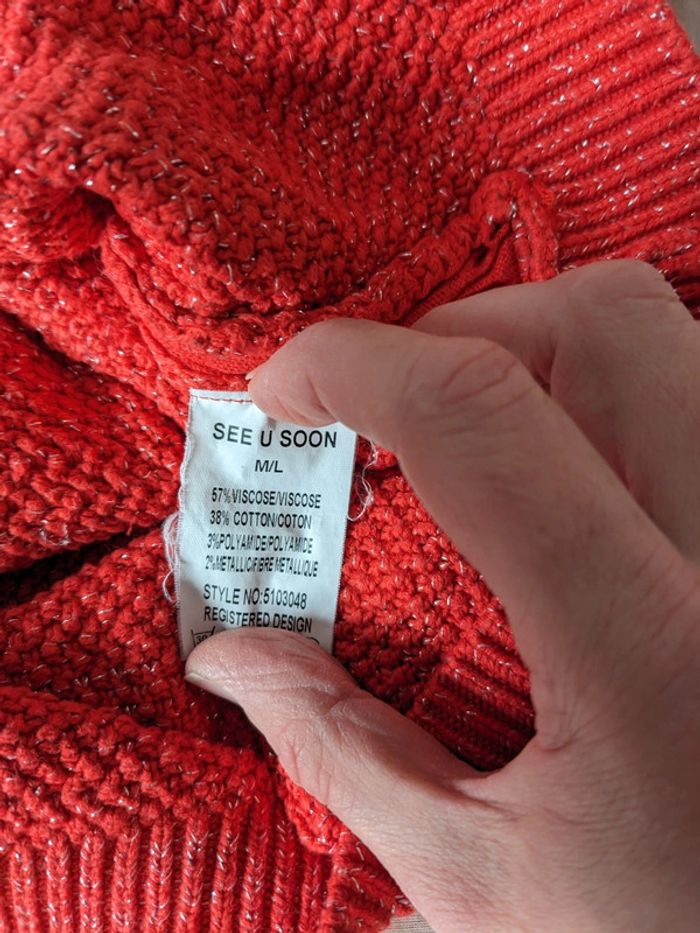 SEE U SOON
M/L
57%VISCOSE/VISCOSE
38% COTTON/COTON
3%POLYAMIDE/POLYAMIDE
2%METALLIC/FIBRE METALLIQUE
STYLE NO:5103048
REGISTERED DESIGN
30